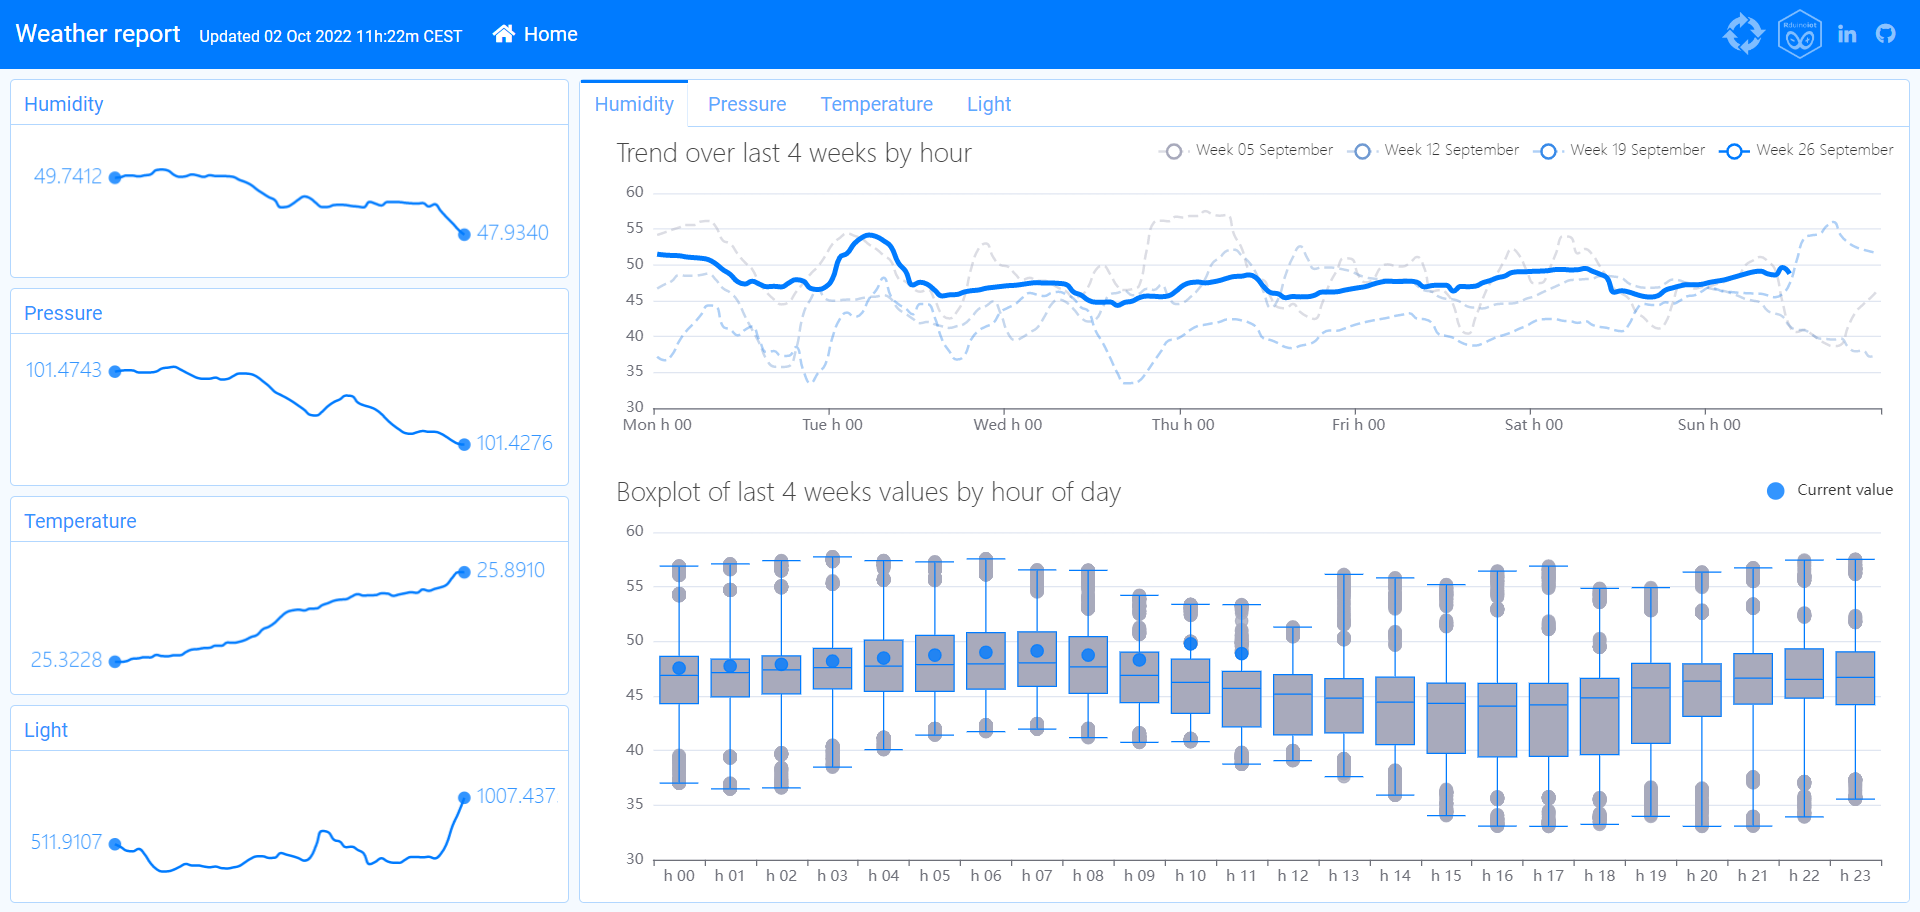 Weather report Updated 02 Oct 2022 11h:22m CEST Home
Humidity
49.7412
47.9340
Pressure
101.4743
101.4276
Temperature
25.8910
25.3228
Light
1007.437
511.9107
Humidity Pressure Temperature Light
Trend over last 4 weeks by hour
Week 05 September Week 12 September Week 19 September Week 26 September
60
55
50
45
40
35
30
Mon h 00 Tue h 00 Wed h 00 Thu h 00 Fri h 00 Sat h 00 Sun h 00
Boxplot of last 4 weeks values by hour of day
Current value
60
55
50
45
40
35
30
h 00 h 01 h 02 h 03 h 04 h 05 h 06 h 07 h 08 h 09 h 10 h 11 h 12 h 13 h 14 h 15 h 16 h 17 h 18 h 19 h 20 h 21 h 22 h 23